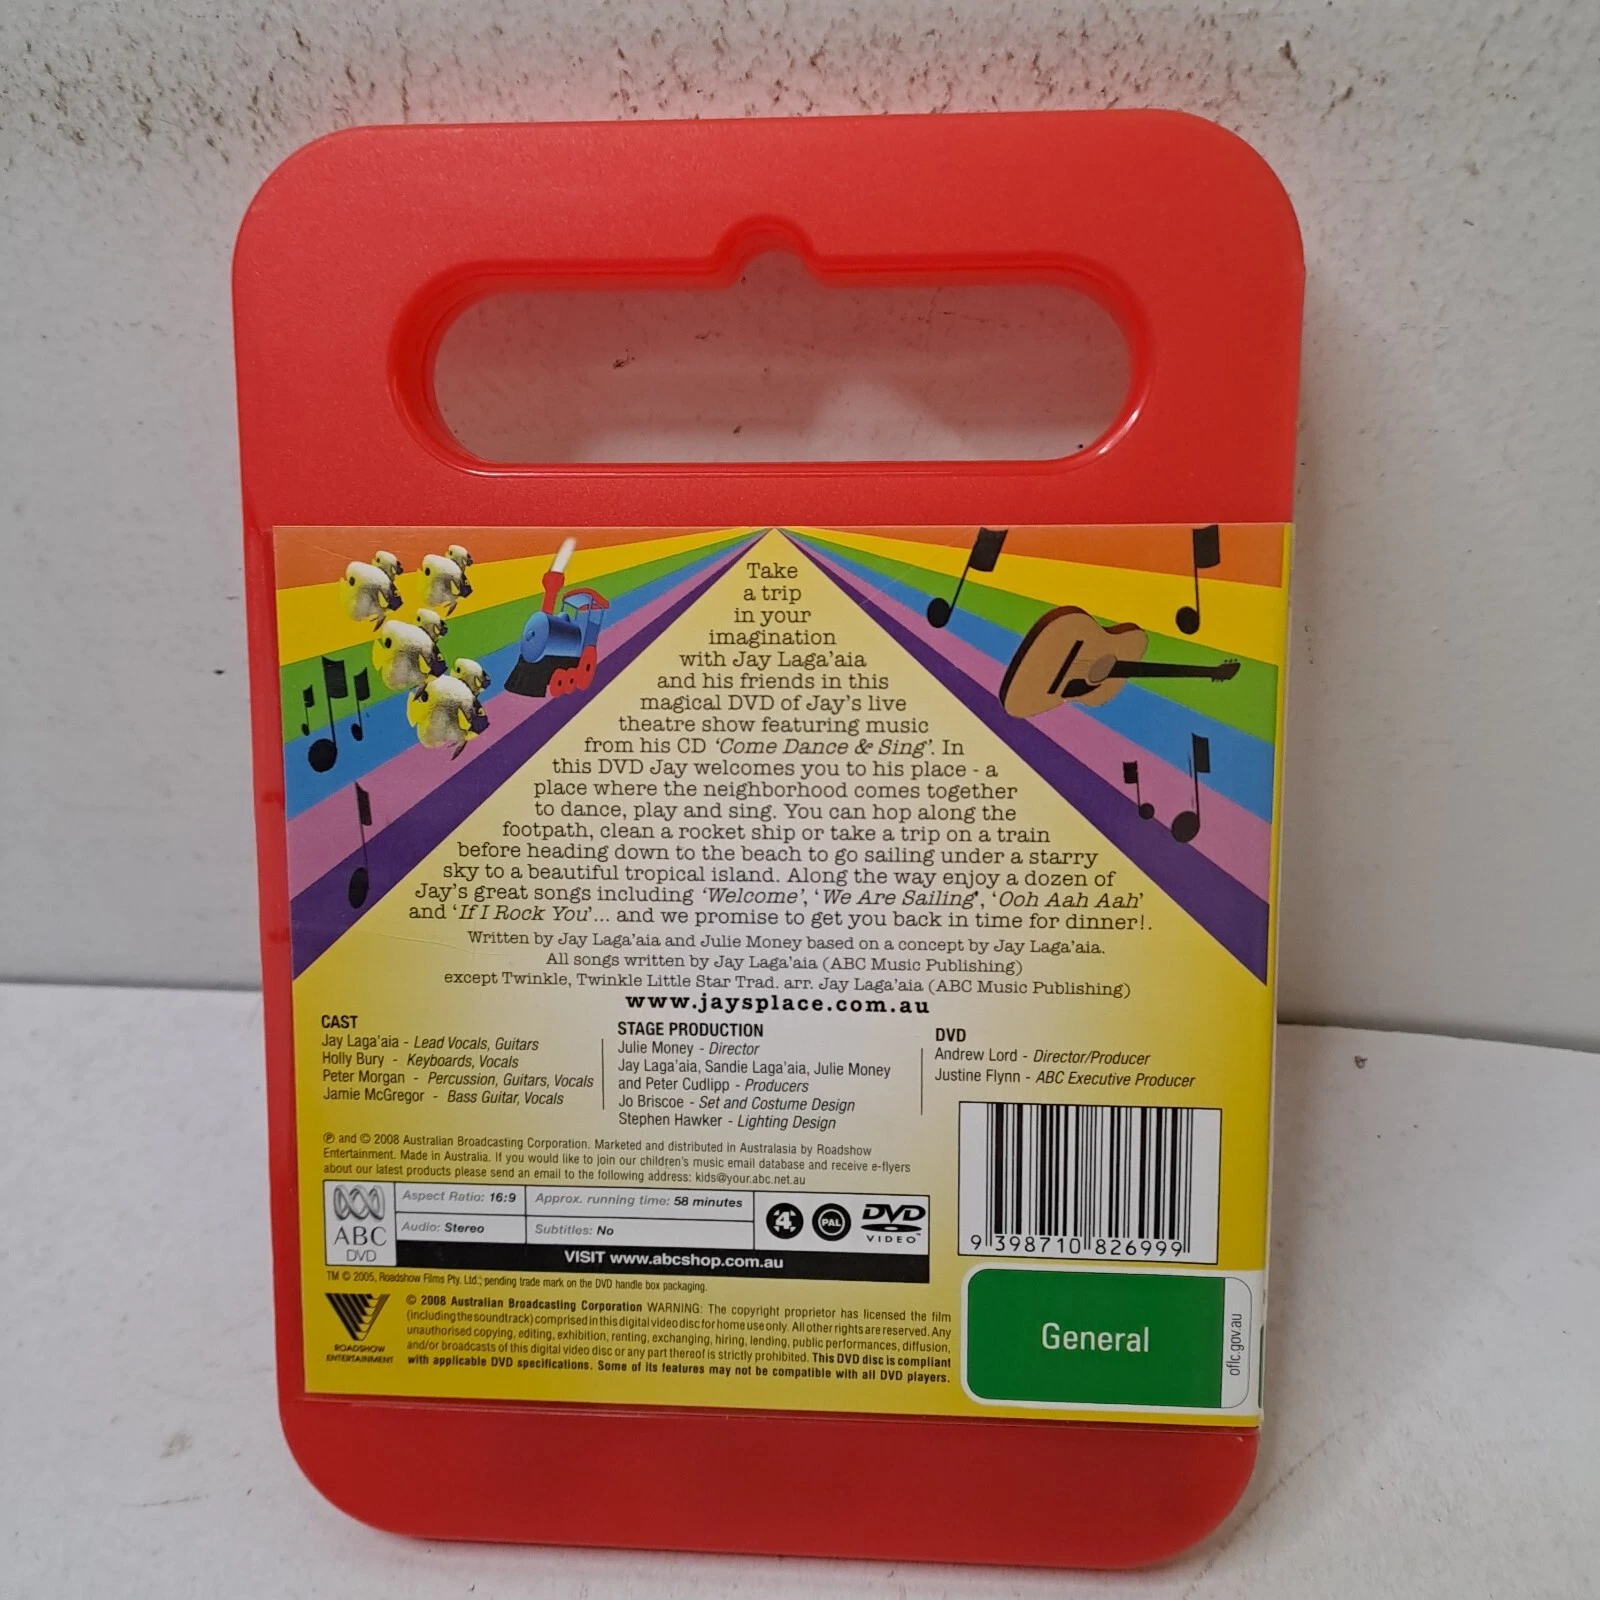 Take
a trip
in your
imagination
with Jay Laga'aia
and his friends in this
magical DVD of Jay's live
theatre show featuring music
from his CD 'Come Dance & Sing'. In
this DVD Jay welcomes you to his place - a
place where the neighborhood comes together
to dance, play and sing. You can hop along the
footpath, clean a rocket ship or take a trip on a train
before heading down to the beach to go sailing under a starry
sky to a beautiful tropical island. Along the way enjoy a dozen of
Jay's great songs including 'Welcome', 'We Are Sailing', 'Ooh Aah Aah'
and 'If I Rock You'... and we promise to get you back in time for dinner!.
Written by Jay Laga'aia and Julie Money based on a concept by Jay Laga'aia.
All songs written by Jay Laga'aia (ABC Music Publishing)
except Twinkle, Twinkle Little Star Trad. arr. Jay Laga'aia (ABC Music Publishing)
www.jaysplace.com.au
CAST
Jay Laga'aia - Lead Vocals, Guitars
Holly Bury - Keyboards, Vocals
Peter Morgan - Percussion, Guitars, Vocals
Jamie McGregor - Bass Guitar, Vocals
STAGE PRODUCTION
Julie Money - Director
Jay Laga'aia, Sandie Laga'aia, Julie Money
and Peter Cudlipp - Producers
Jo Briscoe - Set and Costume Design
Stephen Hawker - Lighting Design
DVD
Andrew Lord - Director/Producer
Justine Flynn - ABC Executive Producer
℗ and © 2008 Australian Broadcasting Corporation. Marketed and distributed in Australasia by Roadshow
Entertainment. Made in Australia. If you would like to join our children's music email database and receive e-flyers
about our latest products please send an email to the following address: kids@your.abc.net.au
ABC
DVD
Aspect Ratio: 16:9
Approx. running time: 58 minutes
Audio: Stereo
Subtitles: No
4
PAL
DVD
VIDEO™
VISIT www.abcshop.com.au
9 398710 826999
TM © 2005, Roadshow Films Pty. Ltd.; pending trade mark on the DVD handle box packaging.
ROADSHOW
ENTERTAINMENT
© 2008 Australian Broadcasting Corporation WARNING: The copyright proprietor has licensed the film
(including the soundtrack) comprised in this digital video disc for home use only. All other rights are reserved. Any
unauthorised copying, editing, exhibition, renting, exchanging, hiring, lending, public performances, diffusion,
and/or broadcasts of this digital video disc or any part thereof is strictly prohibited. This DVD disc is compliant
with applicable DVD specifications. Some of its features may not be compatible with all DVD players.
General
oflc.gov.au